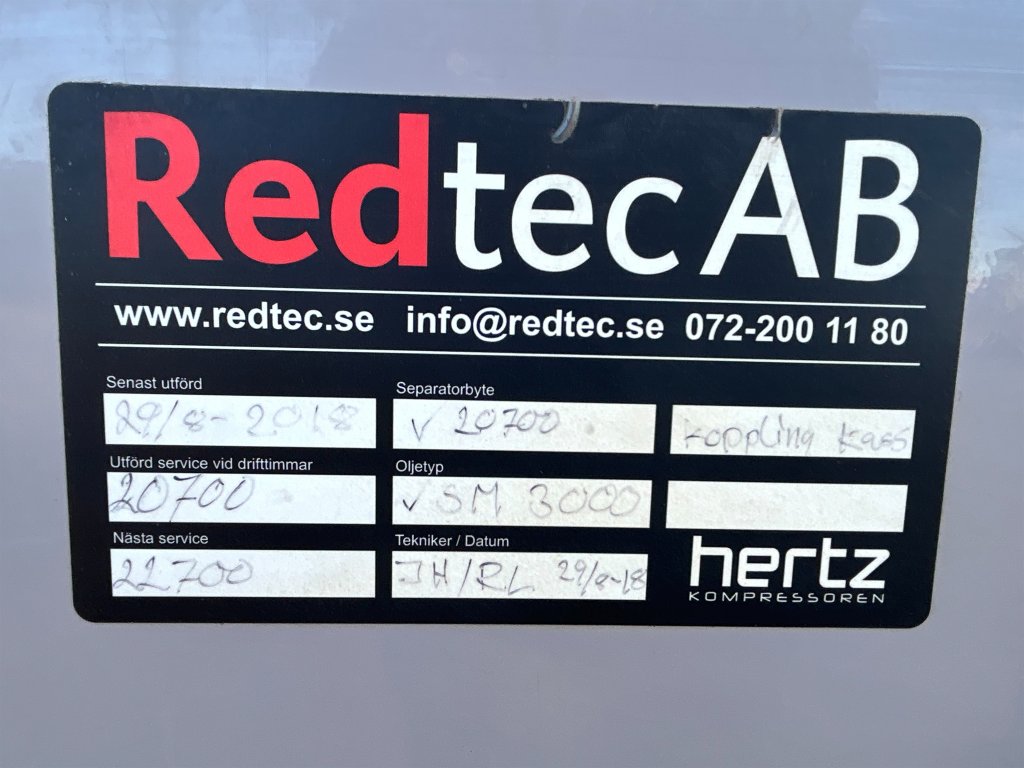 Redtec AB
www.redtec.se info@redtec.se 072-200 11 80
Senast utförd
29/8-2018
Separatorbyte
✓ 20700
Koppling Kass
Utförd service vid drifttimmar
20700
Oljetyp
✓ SM 3000
Nästa service
22700
Tekniker / Datum
JH/RL 29/8-18
hertz
KOMPRESSOREN